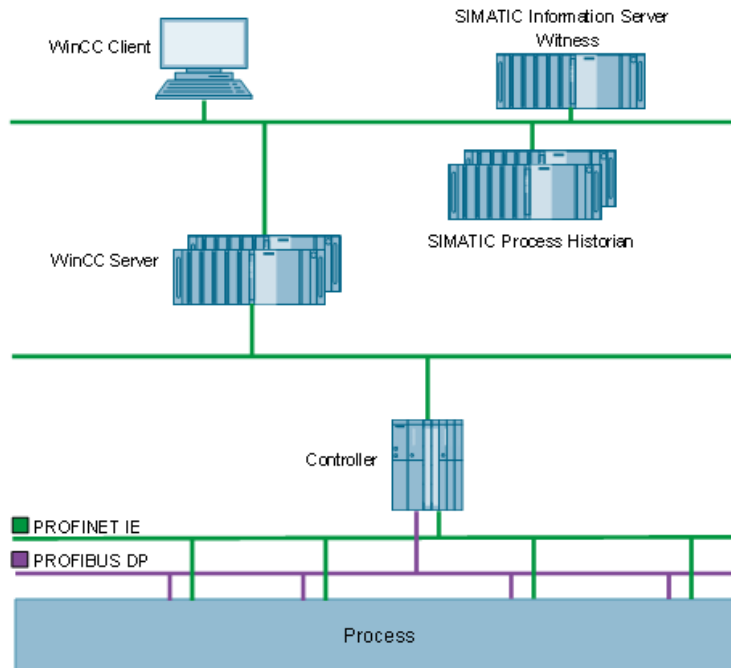 WinCC Client
SIMATIC Information Server
Witness
WinCC Server
SIMATIC Process Historian
Controller
PROFINET IE
PROFIBUS DP
Process